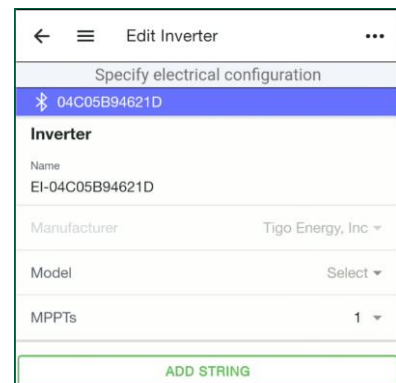 Edit Inverter
Specify electrical configuration
04C05B94621D
Inverter
Name
EI-04C05B94621D
Manufacturer Tigo Energy, Inc
Model Select
MPPTs 1
ADD STRING